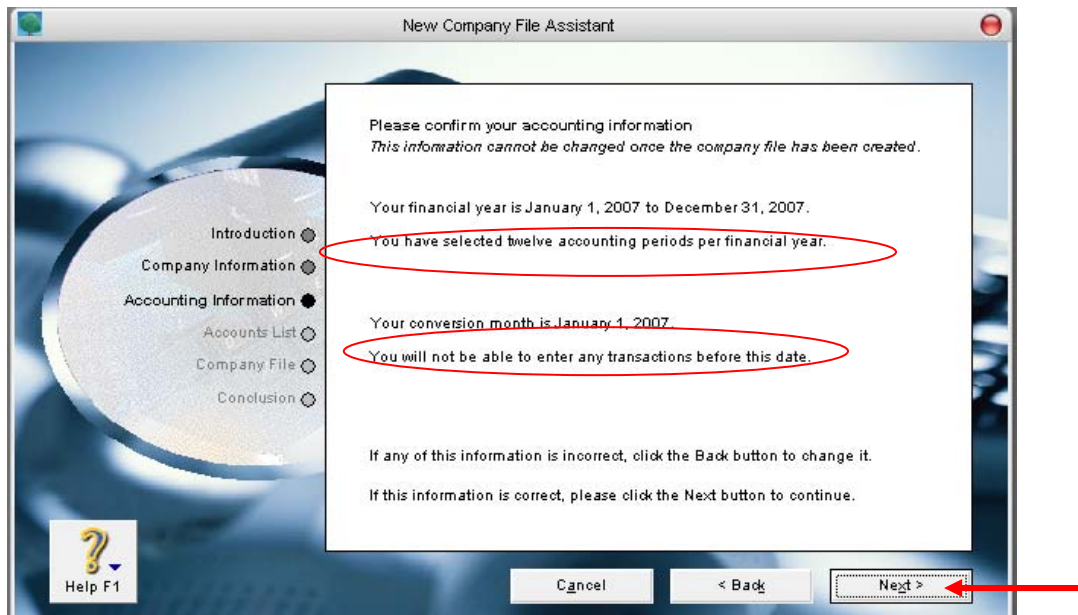 New Company File Assistant
Please confirm your accounting information
This information cannot be changed once the company file has been created.
Your financial year is January 1, 2007 to December 31, 2007.
You have selected twelve accounting periods per financial year.
Your conversion month is January 1, 2007.
You will not be able to enter any transactions before this date.
If any of this information is incorrect, click the Back button to change it.
If this information is correct, please click the Next button to continue.
Introduction
Company Information
Accounting Information
Accounts List
Company File
Conclusion
Help F1
Cancel
< Back
Next >